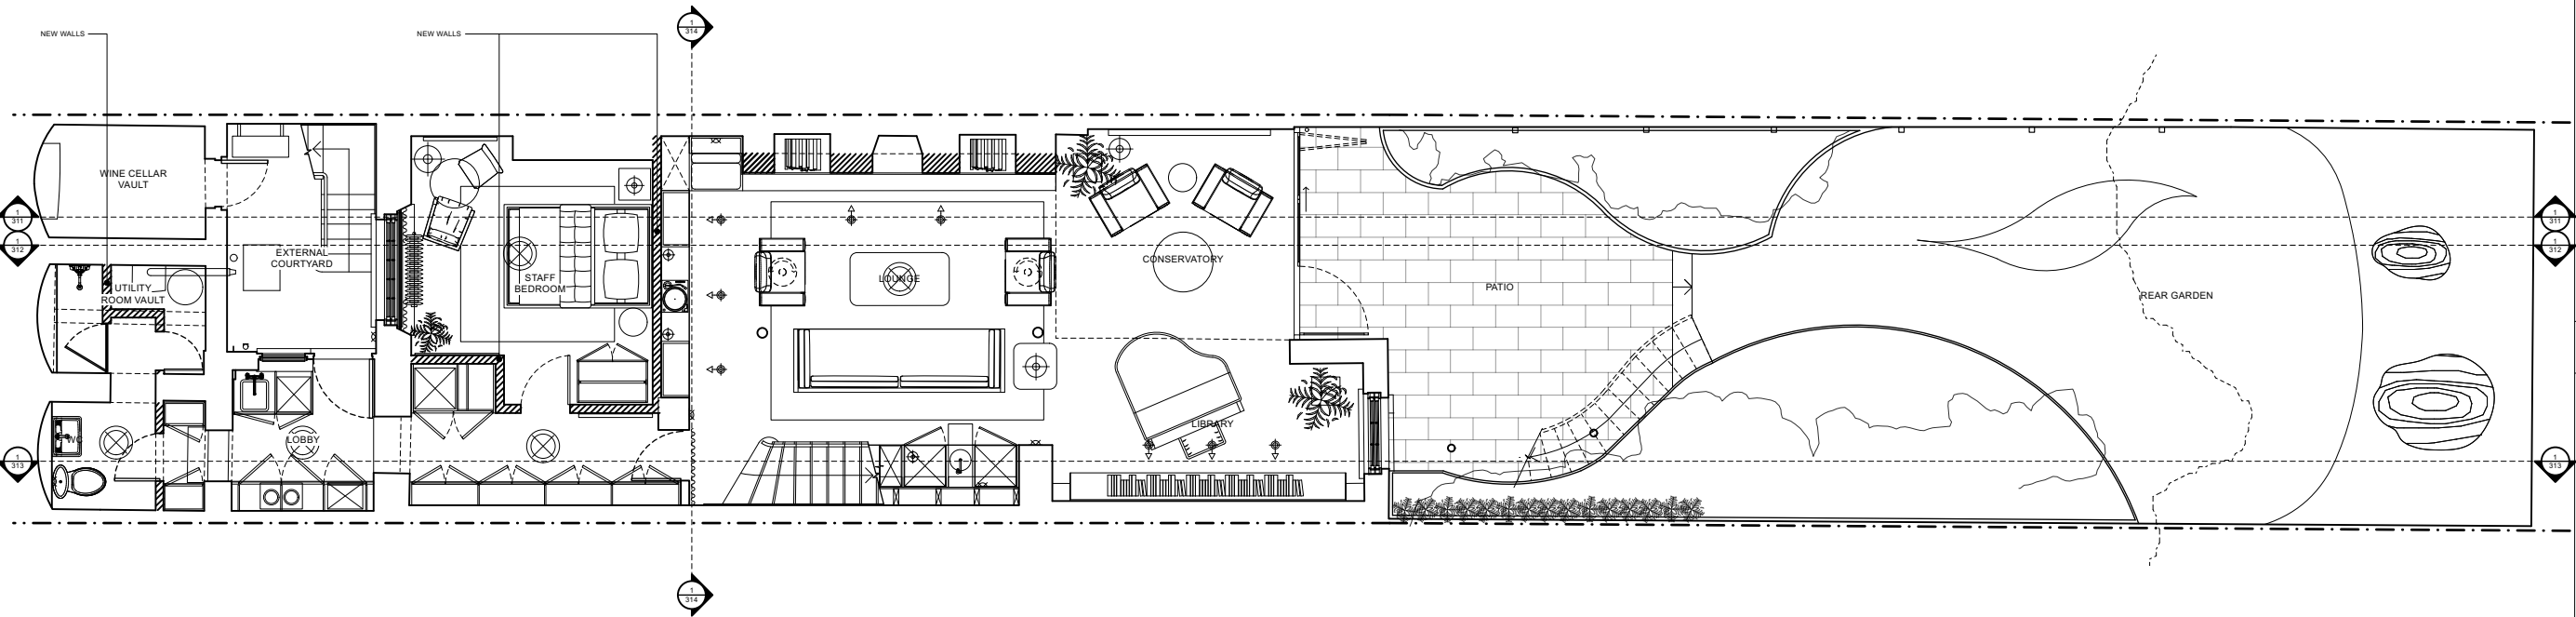 1
314
NEW WALLS
NEW WALLS
WINE CELLAR
VAULT
1
311
1
312
EXTERNAL
COURTYARD
UTILITY
ROOM VAULT
STAFF
BEDROOM
LOUNGE
CONSERVATORY
PATIO
REAR GARDEN
1
311
1
312
WC
LOBBY
LIBRARY
1
313
1
313
1
314